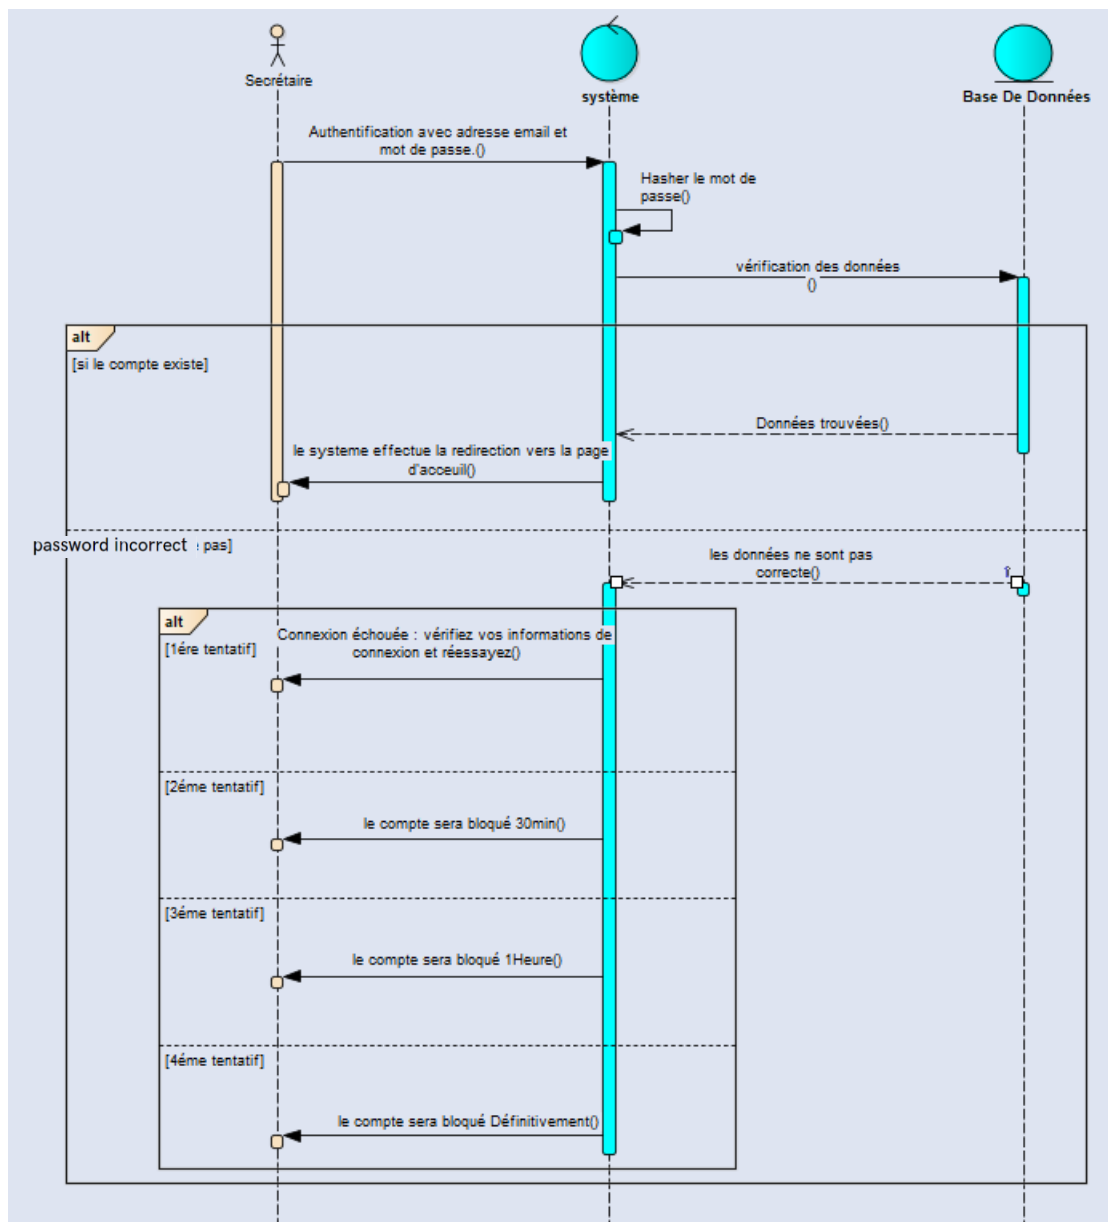 Secrétaire
système
Base De Données
Authentification avec adresse email et
mot de passe.()
Hasher le mot de
passe()
vérification des données
()
alt
[si le compte existe]
Données trouvées()
le systeme effectue la redirection vers la page
d'acceuil()
password incorrect
pas]
les données ne sont pas
correcte()
alt
[1ére tentatif]
Connexion échouée : vérifiez vos informations de
connexion et réessayez()
[2éme tentatif]
le compte sera bloqué 30min()
[3éme tentatif]
le compte sera bloqué 1Heure()
[4éme tentatif]
le compte sera bloqué Définitivement()